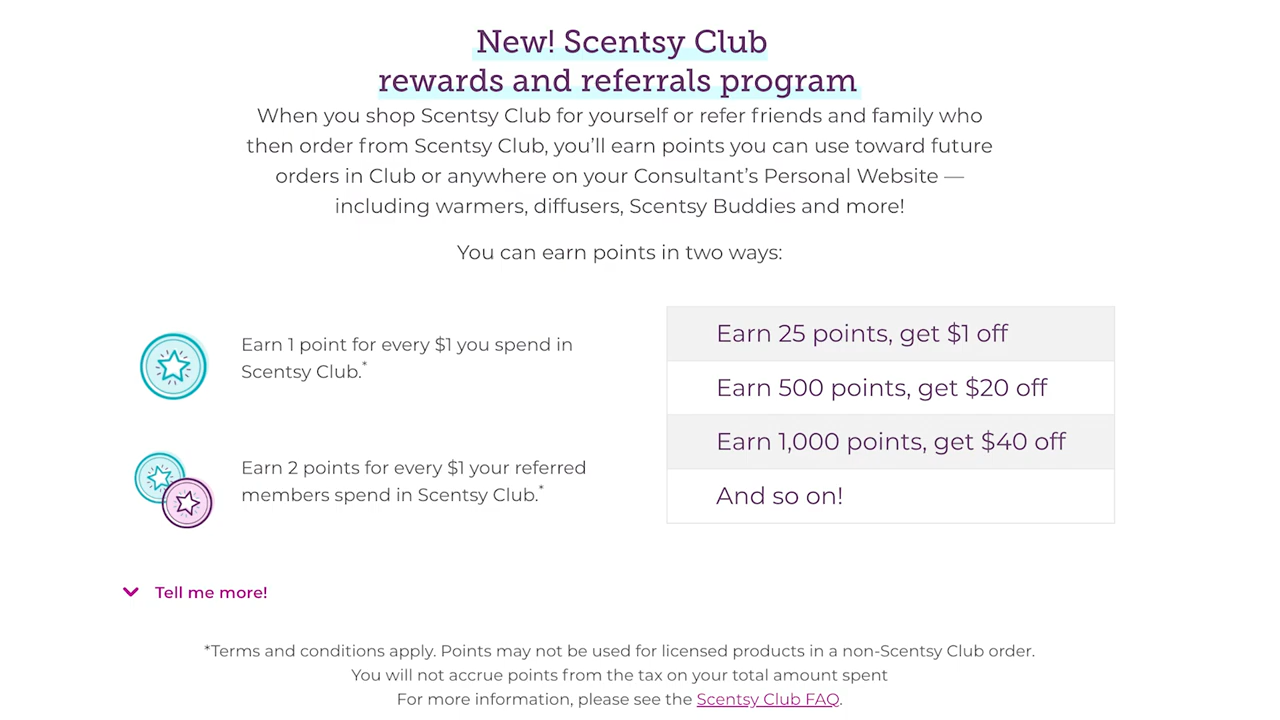 New! Scentsy Club
rewards and referrals program
When you shop Scentsy Club for yourself or refer friends and family who
then order from Scentsy Club, you’ll earn points you can use toward future
orders in Club or anywhere on your Consultant’s Personal Website —
including warmers, diffusers, Scentsy Buddies and more!
You can earn points in two ways:
Earn 1 point for every $1 you spend in
Scentsy Club.*
Earn 2 points for every $1 your referred
members spend in Scentsy Club.*
Earn 25 points, get $1 off
Earn 500 points, get $20 off
Earn 1,000 points, get $40 off
And so on!
Tell me more!
*Terms and conditions apply. Points may not be used for licensed products in a non-Scentsy Club order.
You will not accrue points from the tax on your total amount spent
For more information, please see the Scentsy Club FAQ.